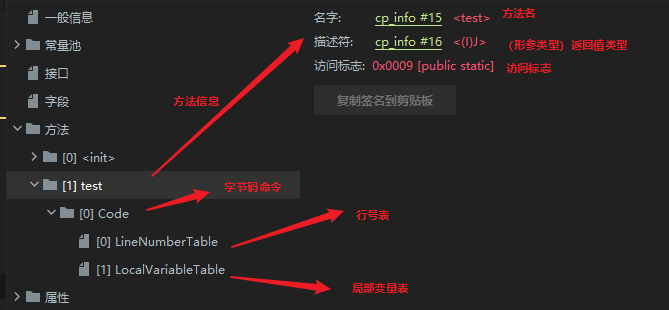 一般信息
常量池
接口
字段
方法
[0] <init>
[1] test
[0] Code
[0] LineNumberTable
[1] LocalVariableTable
属性
名字: cp_info #15 <test> 方法名
描述符: cp_info #16 <(I)J> （形参类型）返回值类型
访问标志: 0x0009 [public static] 访问标志
复制签名到剪贴板
方法信息
字节码命令
行号表
局部变量表